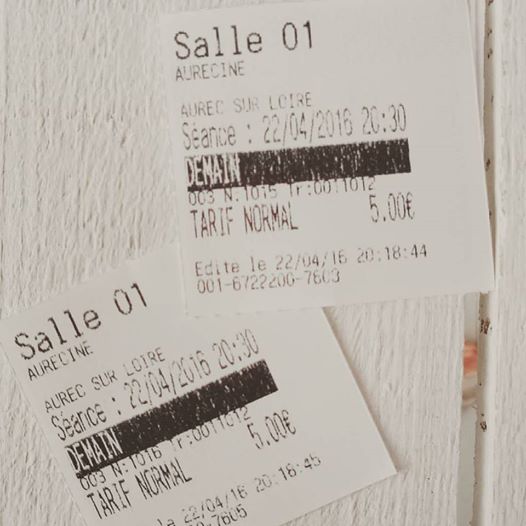 Salle 01
AURECINE
AUREC SUR LOIRE
Séance : 22/04/2016 20:30
DEMAIN
003 N:1015 Tr:0011012
TARIF NORMAL 5.00€
Edite le 22/04/16 20:18:44
001-6722200-7603
Salle 01
AURECINE
AUREC SUR LOIRE
Séance : 22/04/2016 20:30
DEMAIN
003 N:1016 Tr:0011012
TARIF NORMAL 5.00€
22/04/16 20:18:45
0-7605